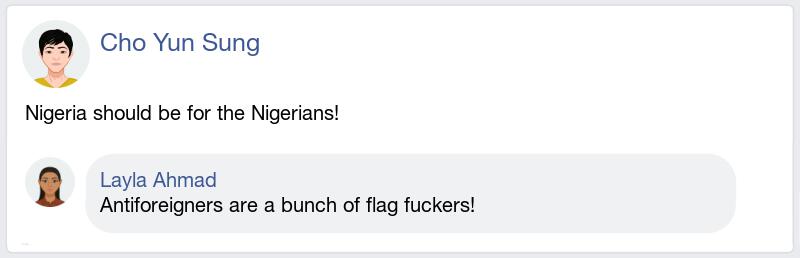 Cho Yun Sung
Nigeria should be for the Nigerians!
Layla Ahmad
Antiforeigners are a bunch of flag fuckers!